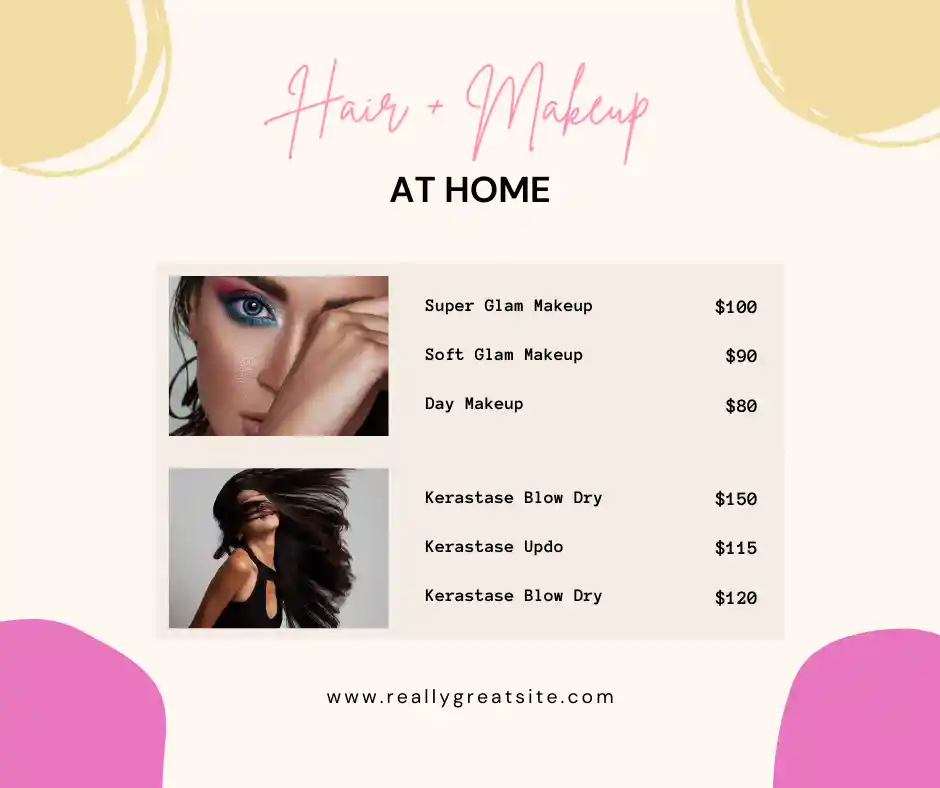 Hair + Makeup
AT HOME
Super Glam Makeup $100
Soft Glam Makeup $90
Day Makeup $80
Kerastase Blow Dry $150
Kerastase Updo $115
Kerastase Blow Dry $120
www.reallygreatsite.com